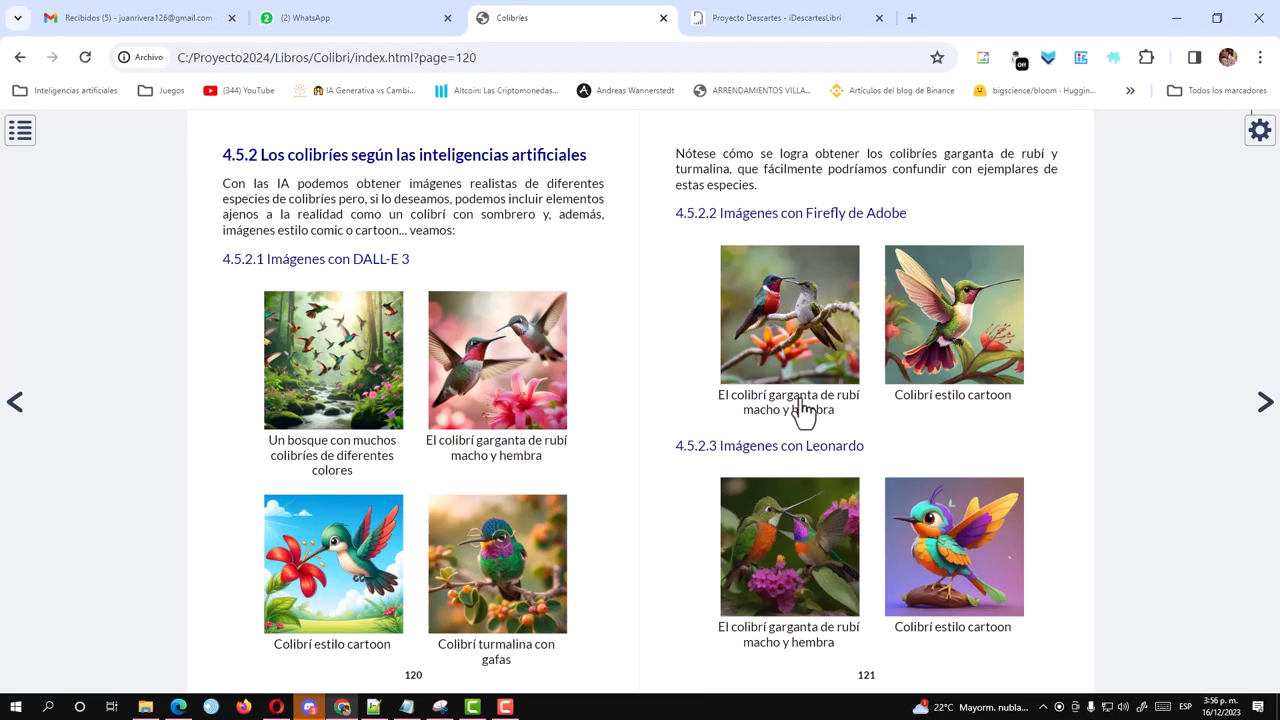 Recibidos (5) - juanrivera126@gmail.com
(2) WhatsApp
Colibríes
Proyecto Descartes - iDescartesLibri
Archivo
C:/Proyecto2024/Libros/Colibri/index.html?page=120
Off
Inteligencias artificiales
Juegos
(344) YouTube
IA Generativa vs Cambi...
Altcoin: Las Criptomonedas...
Andreas Wannerstedt
ARRENDAMIENTOS VILLA...
Artículos del blog de Binance
bigscience/bloom · Huggin...
Todos los marcadores
4.5.2 Los colibríes según las inteligencias artificiales
Con las IA podemos obtener imágenes realistas de diferentes
especies de colibríes pero, si lo deseamos, podemos incluir elementos
ajenos a la realidad como un colibrí con sombrero y, además,
imágenes estilo comic o cartoon... veamos:
4.5.2.1 Imágenes con DALL-E 3
Un bosque con muchos
colibríes de diferentes
colores
El colibrí garganta de rubí
macho y hembra
Colibrí estilo cartoon
Colibrí turmalina con
gafas
120
Nótese cómo se logra obtener los colibríes garganta de rubí y
turmalina, que fácilmente podríamos confundir con ejemplares de
estas especies.
4.5.2.2 Imágenes con Firefly de Adobe
El colibrí garganta de rubí
macho y hembra
Colibrí estilo cartoon
4.5.2.3 Imágenes con Leonardo
El colibrí garganta de rubí
macho y hembra
Colibrí estilo cartoon
121
22°C Mayorm. nubla...
ESP
3:56 p. m.
16/12/2023